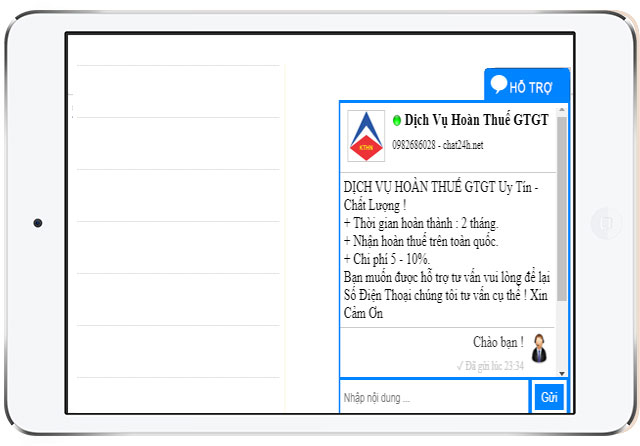 HỖ TRỢ
Dịch Vụ Hoàn Thuế GTGT
KTHN
0982686028 - chat24h.net
DỊCH VỤ HOÀN THUẾ GTGT Uy Tín -
Chất Lượng !
+ Thời gian hoàn thành : 2 tháng.
+ Nhận hoàn thuế trên toàn quốc.
+ Chi phí 5 - 10%.
Bạn muốn được hỗ trợ tư vấn vui lòng để lại
Số Điện Thoại chúng tôi tư vấn cụ thể ! Xin
Cảm Ơn
Chào bạn !
√ Đã gửi lúc 23:34
Nhập nội dung ...
Gửi